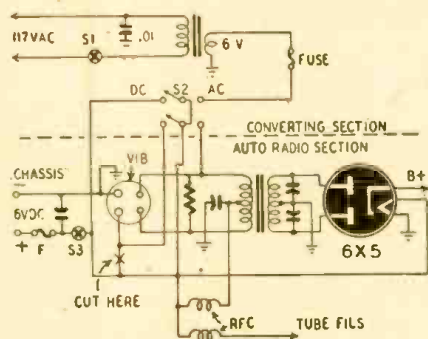 117VAC
S1
.01
6 V
FUSE
DC
S2
AC
CONVERTING SECTION
AUTO RADIO SECTION
CHASSIS
VIB
B+
6VDC
+
F
S3
6X5
CUT HERE
RFC
TUBE FILS